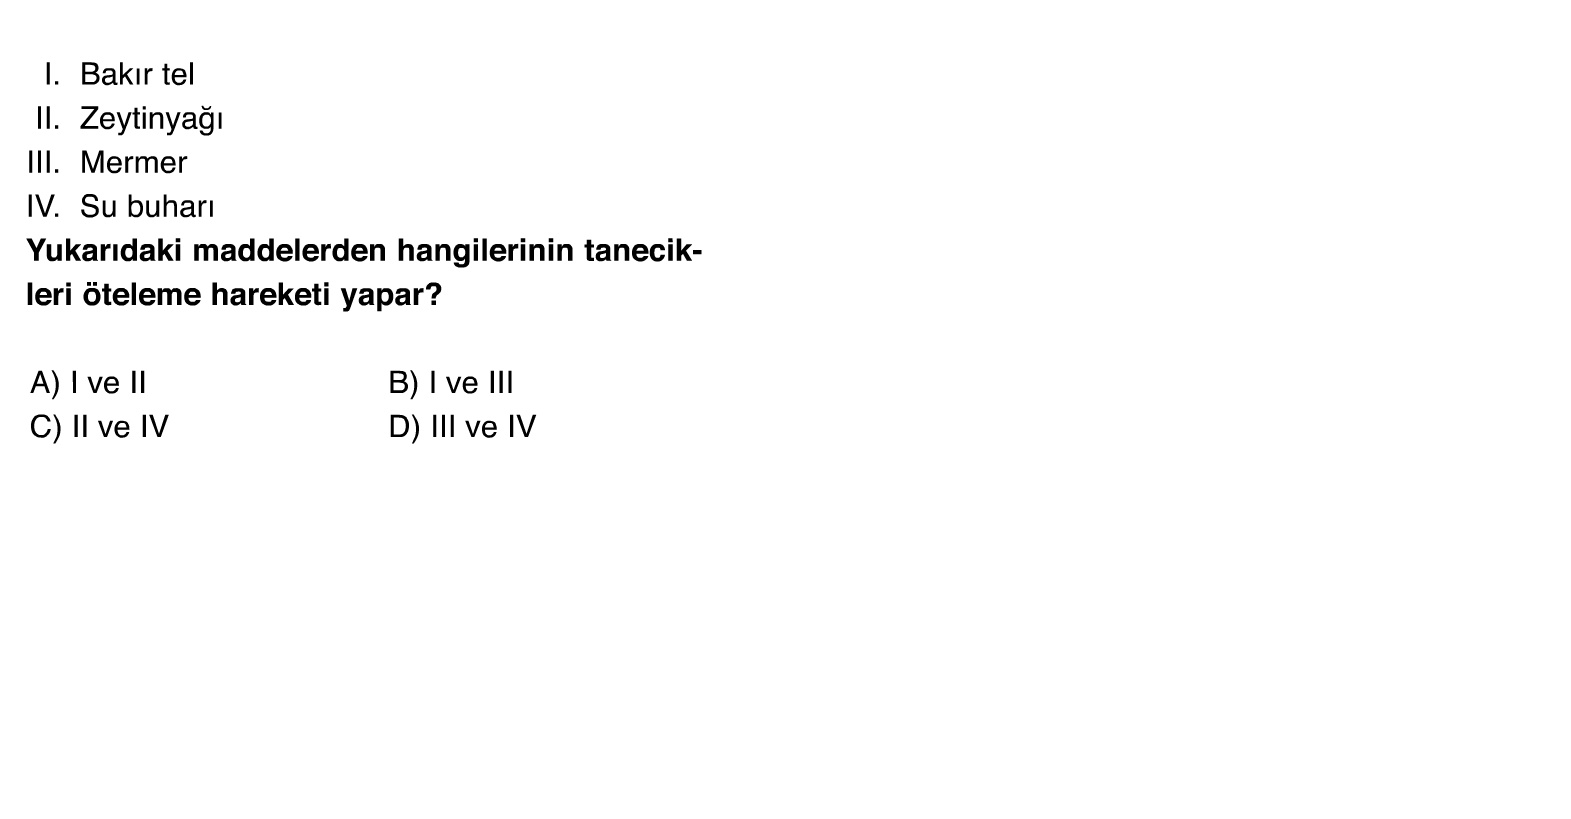 I. Bakır tel
II. Zeytinyağı
III. Mermer
IV. Su buharı
Yukarıdaki maddelerden hangilerinin tanecik-
leri öteleme hareketi yapar?
A) I ve II B) I ve III
C) II ve IV D) III ve IV